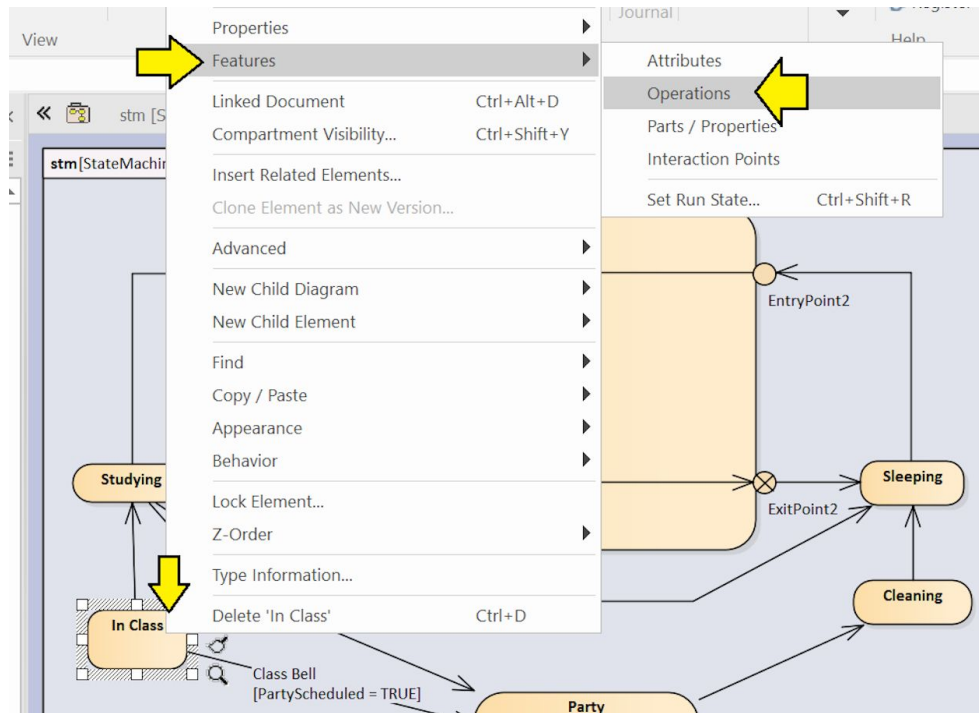 Journal
View
Help
Properties
Features
Linked Document Ctrl+Alt+D
Compartment Visibility... Ctrl+Shift+Y
Insert Related Elements...
Clone Element as New Version...
Advanced
New Child Diagram
New Child Element
Find
Copy / Paste
Appearance
Behavior
Lock Element...
Z-Order
Type Information...
Delete 'In Class' Ctrl+D
Attributes
Operations
Parts / Properties
Interaction Points
Set Run State... Ctrl+Shift+R
stm [S
stm[StateMachin
EntryPoint2
Studying
Sleeping
ExitPoint2
Cleaning
In Class
Class Bell
[PartyScheduled = TRUE]
Party